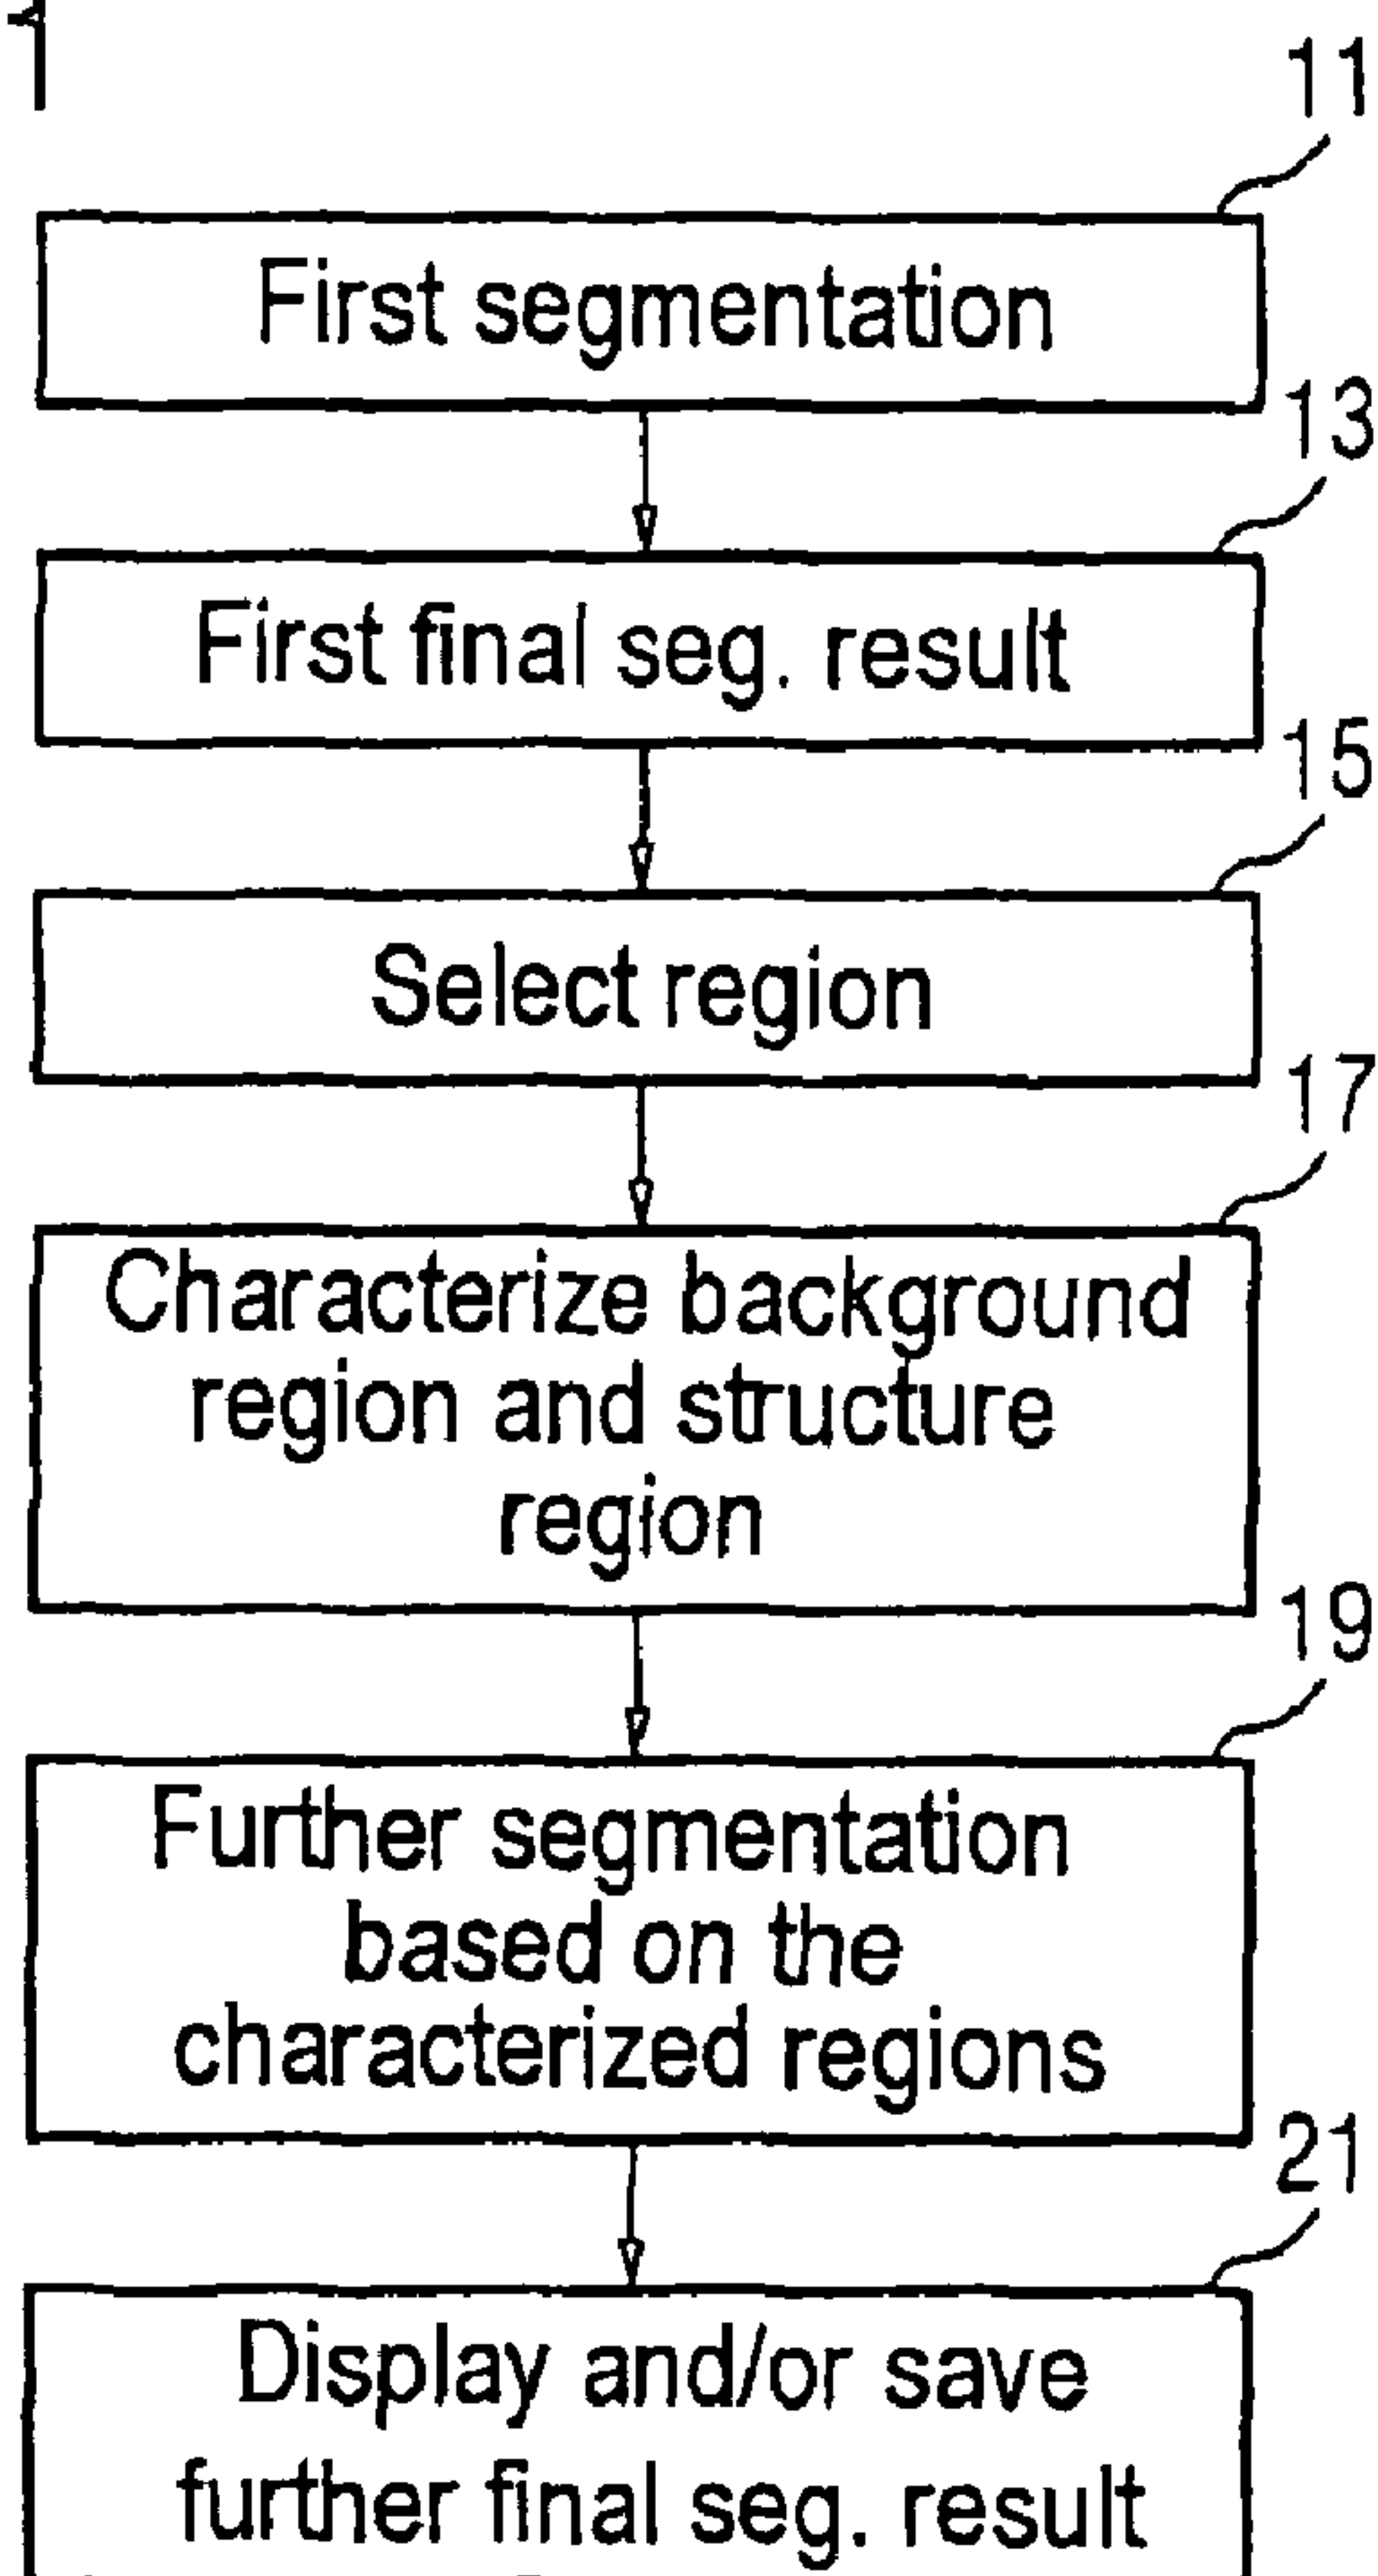 1
11
First segmentation
13
First final seg. result
15
Select region
17
Characterize background
region and structure
region
19
Further segmentation
based on the
characterized regions
21
Display and/or save
further final seg. result